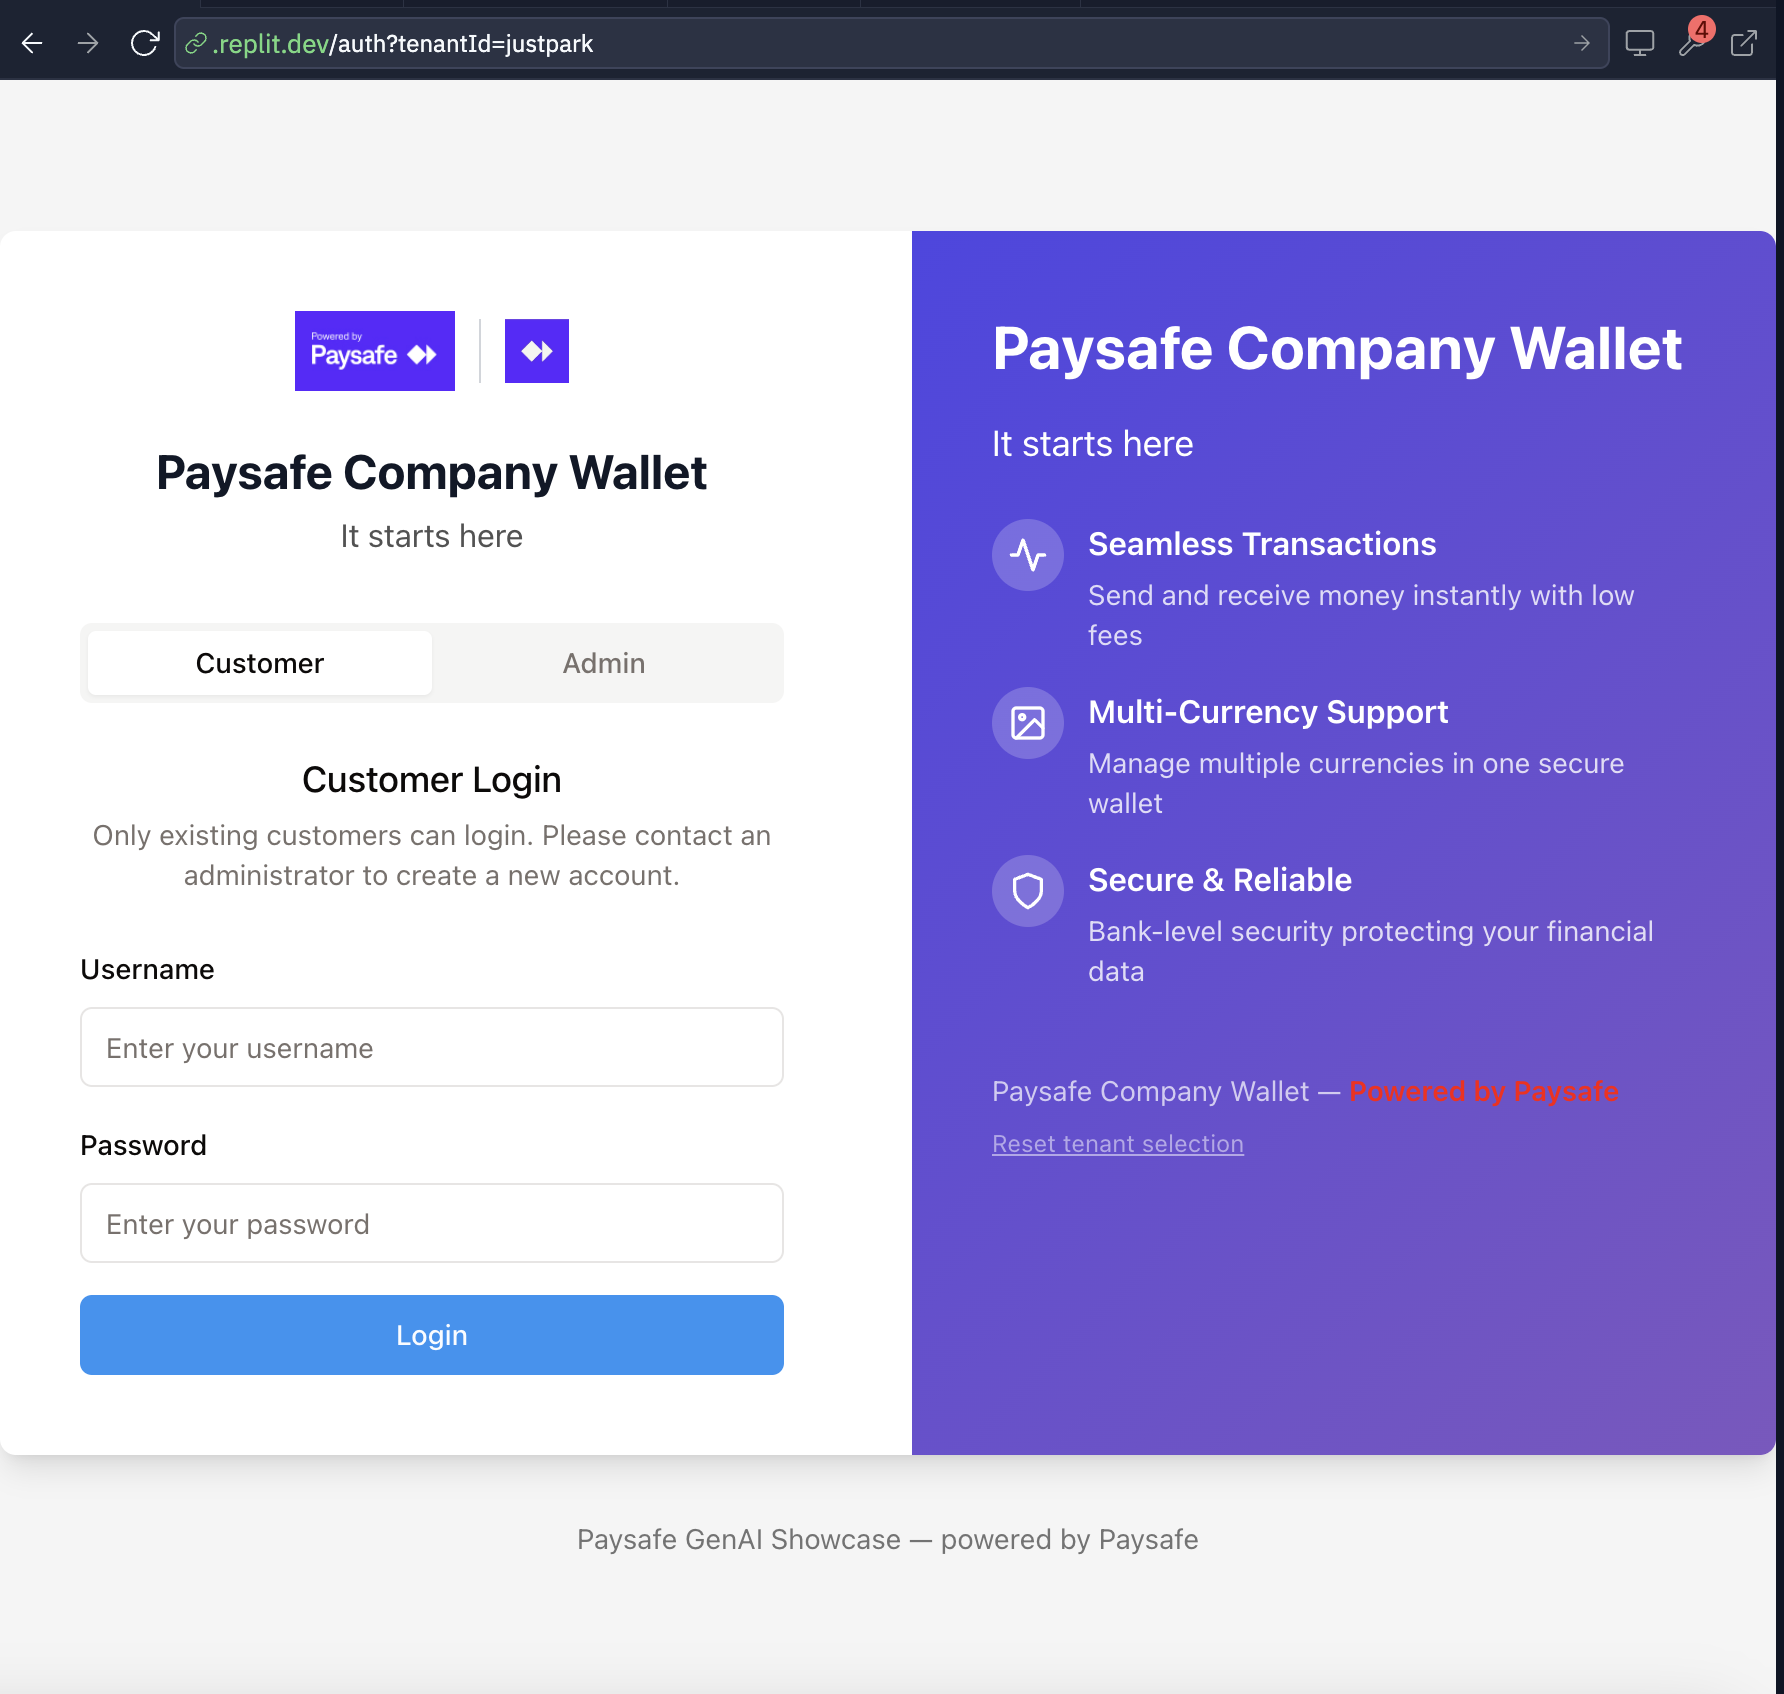 .replit.dev/auth?tenantId=justpark
4
Powered by
Paysafe
Paysafe Company Wallet
It starts here
Customer
Admin
Customer Login
Only existing customers can login. Please contact an
administrator to create a new account.
Username
Enter your username
Password
Enter your password
Login
Paysafe Company Wallet
It starts here
Seamless Transactions
Send and receive money instantly with low
fees
Multi-Currency Support
Manage multiple currencies in one secure
wallet
Secure & Reliable
Bank-level security protecting your financial
data
Paysafe Company Wallet — Powered by Paysafe
Reset tenant selection
Paysafe GenAI Showcase — powered by Paysafe